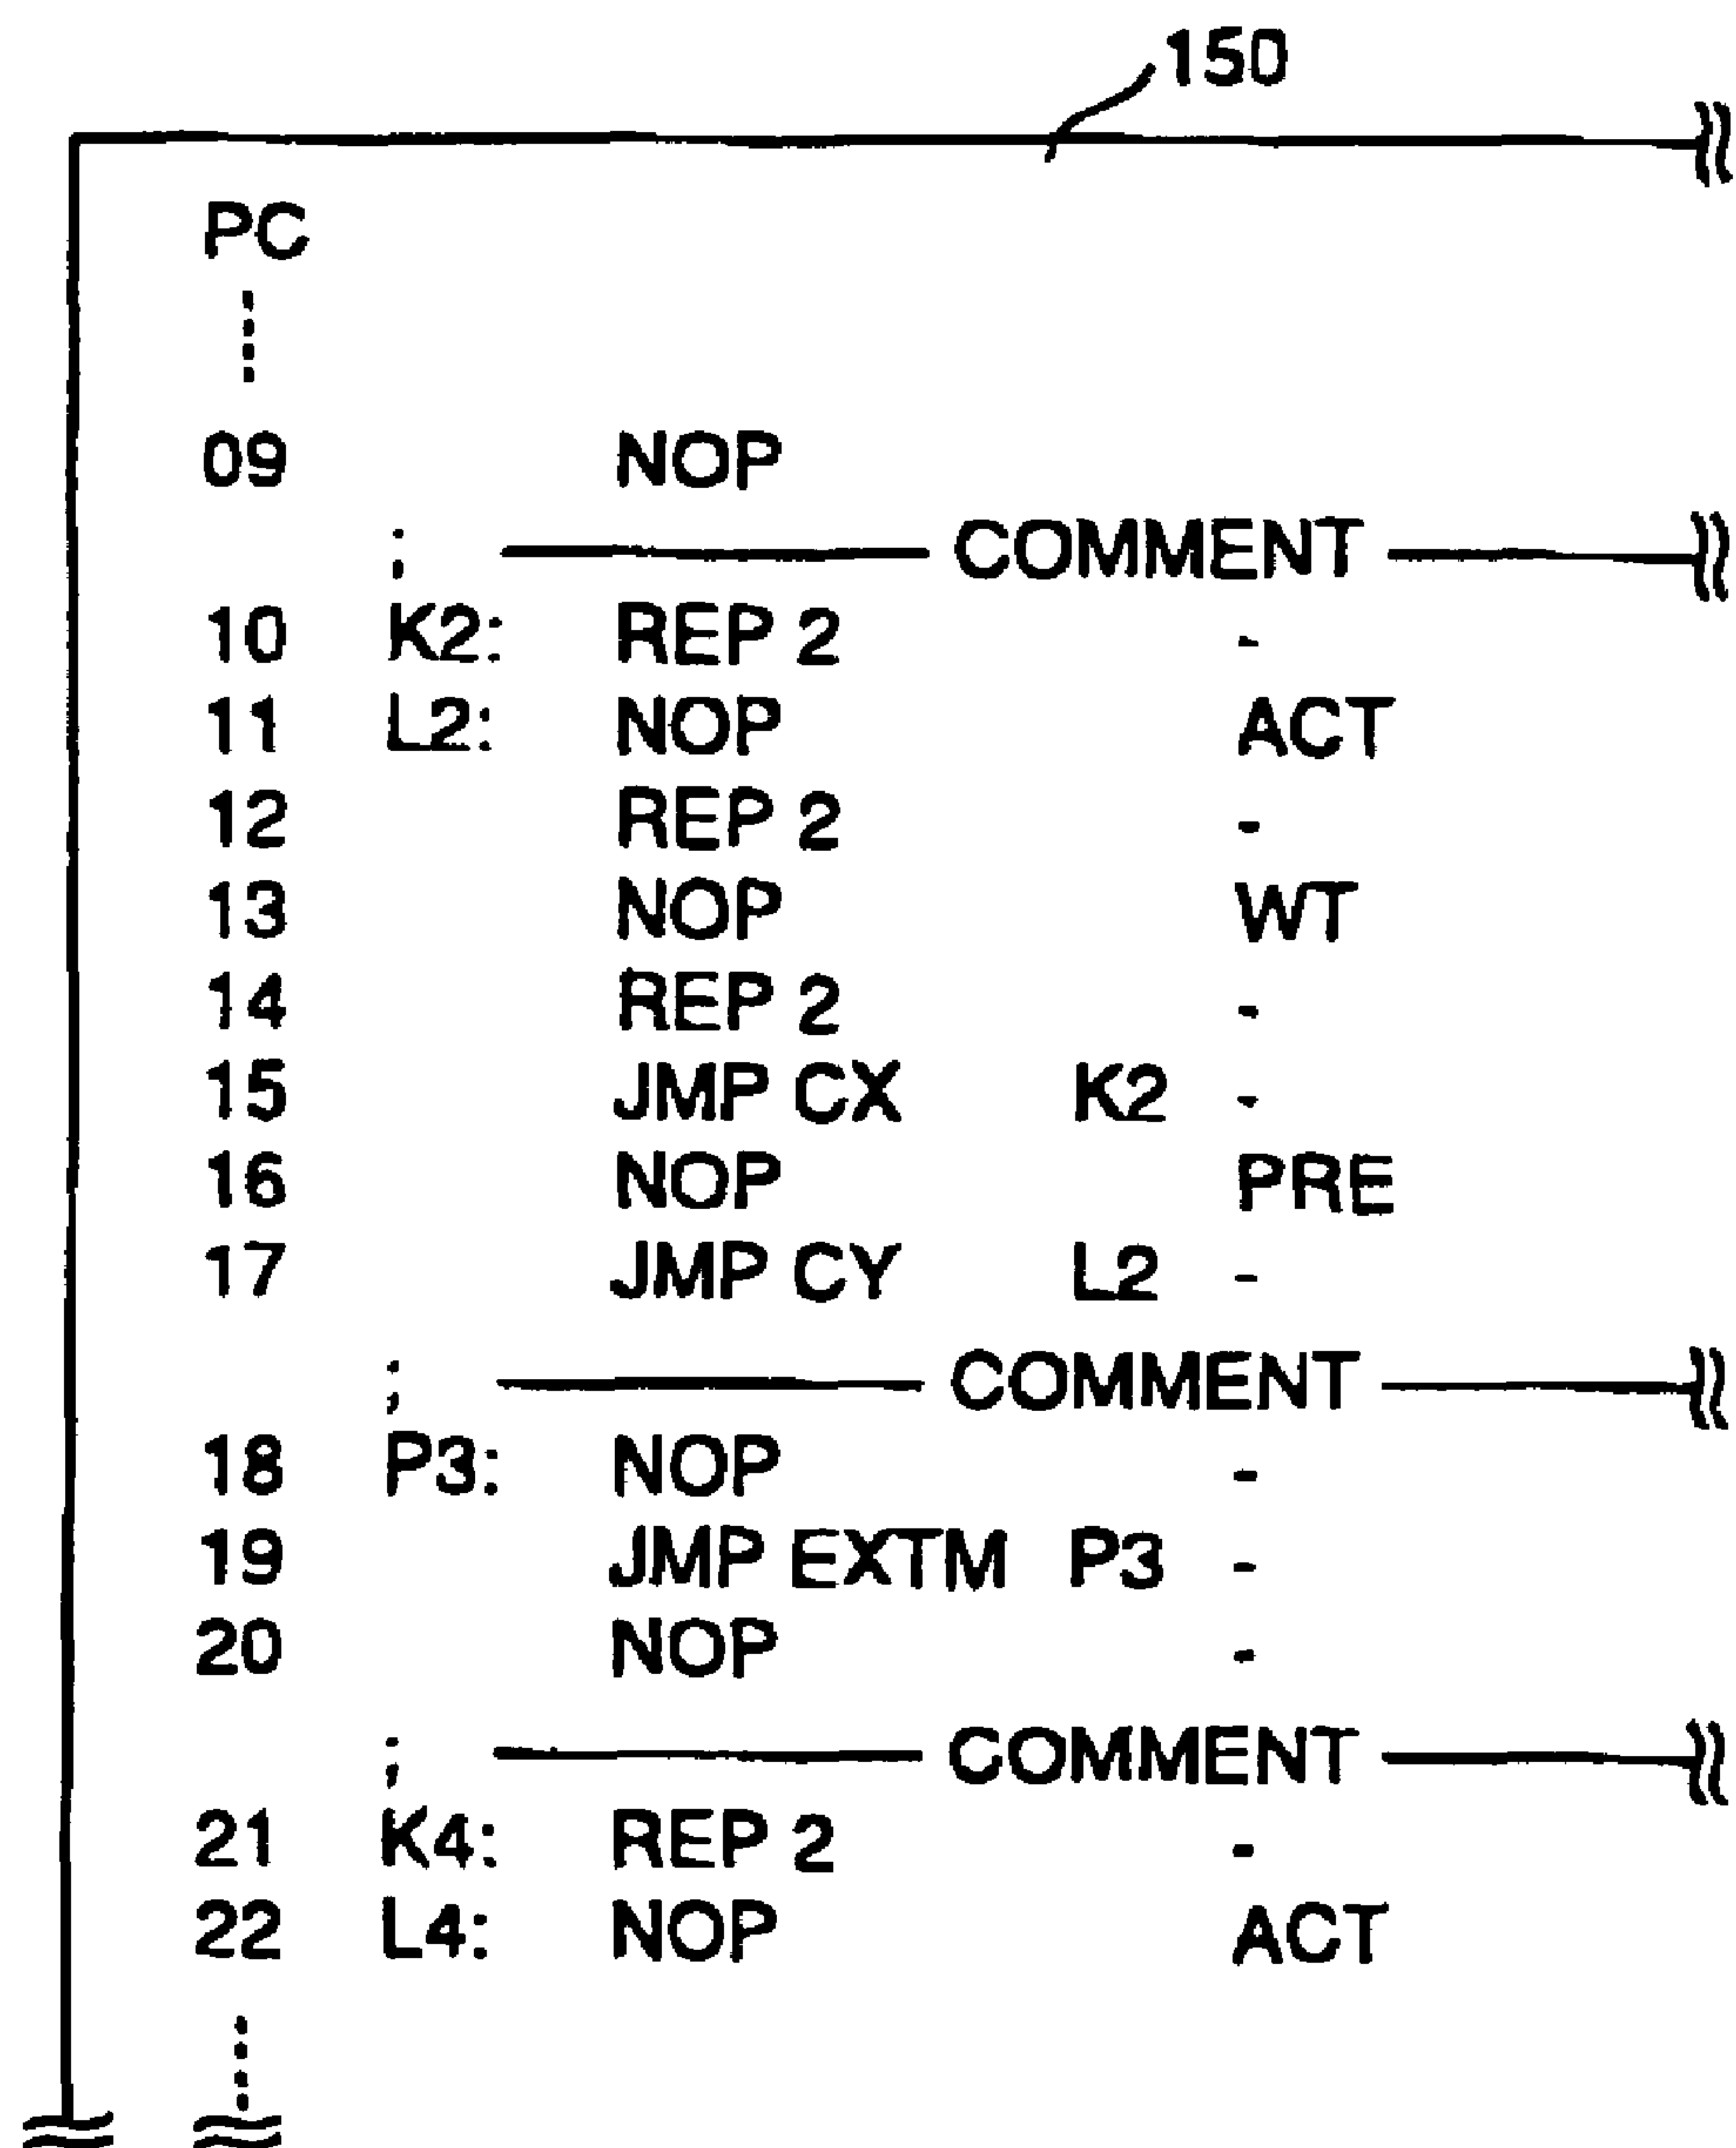 150
PC
09 NOP
; COMMENT
10 K2: REP 2 -
11 L2: NOP ACT
12 REP 2 -
13 NOP WT
14 REP 2 -
15 JMP CX K2 -
16 NOP PRE
17 JMP CY L2 -
; COMMENT
18 P3: NOP -
19 JMP EXTM P3 -
20 NOP -
; COMMENT
21 K4: REP 2 -
22 L4: NOP ACT